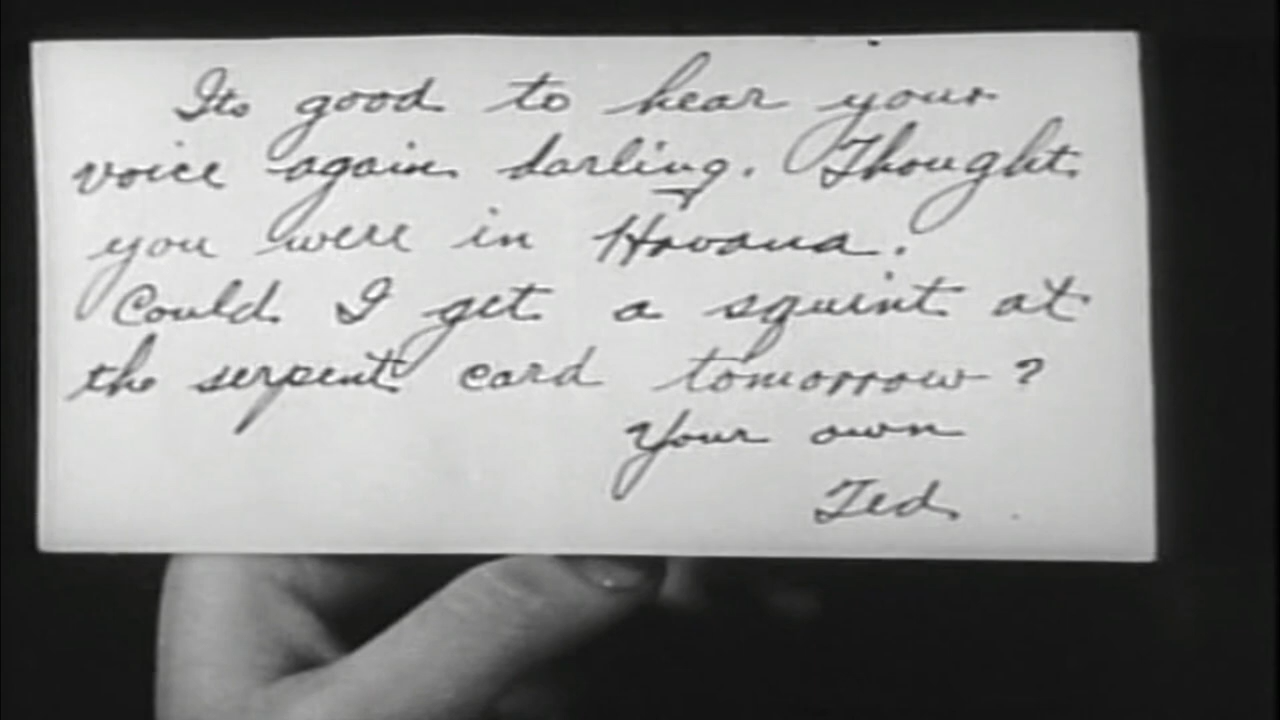 Its good to hear your
voice again darling. Thought
you were in Havana.
Could I get a squint at
the serpent card tomorrow?
Your own
Ted.